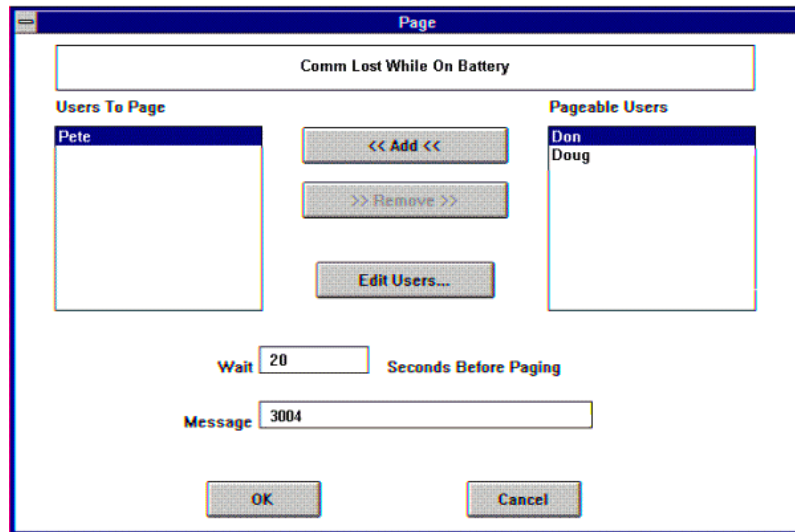 Page
Comm Lost While On Battery
Users To Page
Pageable Users
Pete
<< Add <<
Don
Doug
>> Remove >>
Edit Users...
Wait 20 Seconds Before Paging
Message 3004
OK Cancel